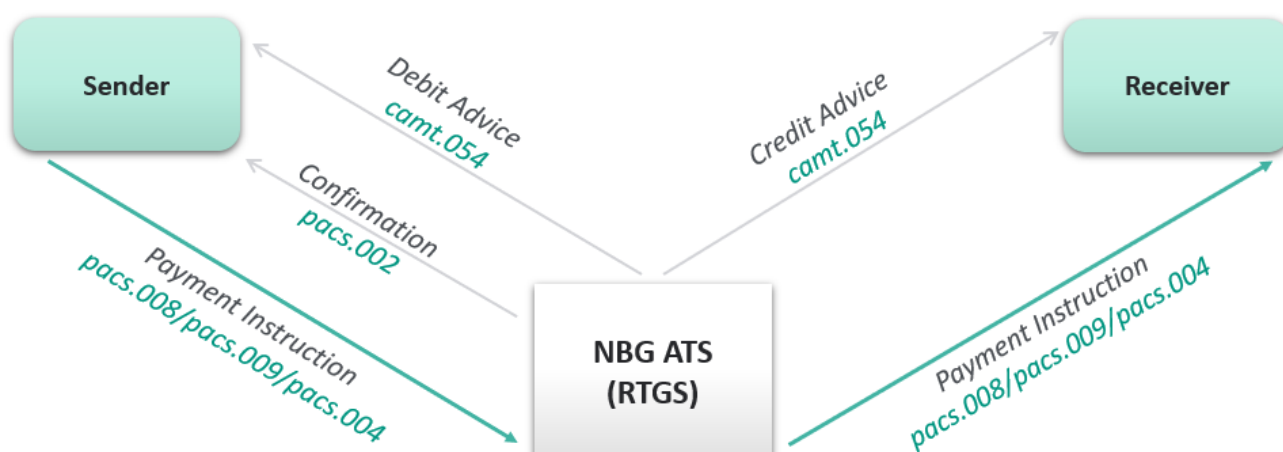 Sender
Receiver
Debit Advice
camt.054
Credit Advice
camt.054
Confirmation
pacs.002
Payment Instruction
pacs.008/pacs.009/pacs.004
NBG ATS
(RTGS)
Payment Instruction
pacs.008/pacs.009/pacs.004